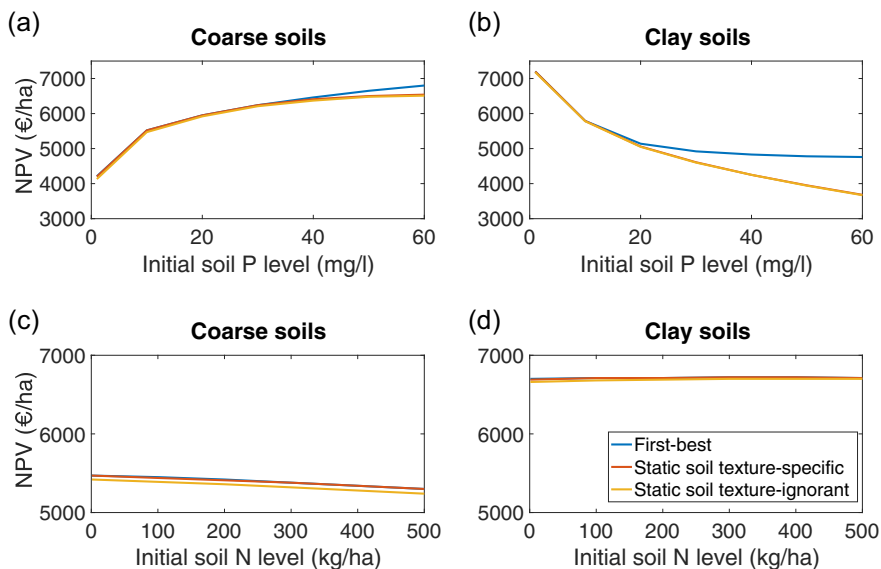 (a)
Coarse soils
NPV (€/ha)
7000
6000
5000
4000
3000
0
20
40
60
Initial soil P level (mg/l)
(b)
Clay soils
7000
6000
5000
4000
3000
0
20
40
60
Initial soil P level (mg/l)
(c)
Coarse soils
NPV (€/ha)
7000
6000
5000
0
100
200
300
400
500
Initial soil N level (kg/ha)
(d)
Clay soils
7000
6000
5000
First-best
Static soil texture-specific
Static soil texture-ignorant
0
100
200
300
400
500
Initial soil N level (kg/ha)